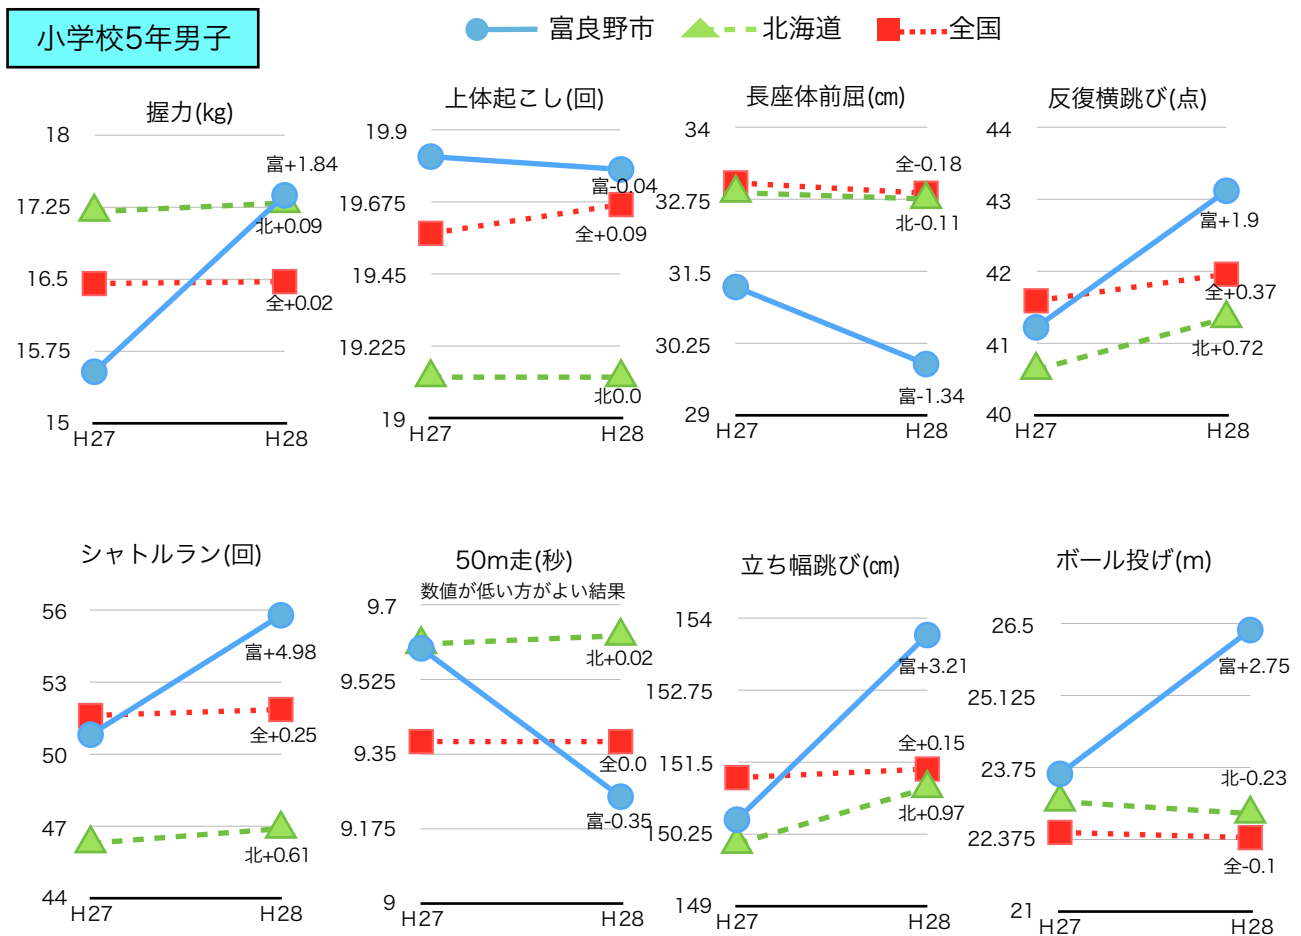 小学校5年男子
富良野市 北海道 全国
握力(kg)
18
17.25
16.5
15.75
15
富+1.84
北+0.09
全+0.02
H27 H28
上体起こし(回)
19.9
19.675
19.45
19.225
19
富-0.04
全+0.09
北0.0
H27 H28
長座体前屈(㎝)
34
32.75
31.5
30.25
29
全-0.18
北-0.11
富-1.34
H27 H28
反復横跳び(点)
44
43
42
41
40
富+1.9
全+0.37
北+0.72
H27 H28
シャトルラン(回)
56
53
50
47
44
富+4.98
全+0.25
北+0.61
H27 H28
50m走(秒)
数値が低い方がよい結果
9.7
9.525
9.35
9.175
9
北+0.02
全0.0
富-0.35
H27 H28
立ち幅跳び(㎝)
154
152.75
151.5
150.25
149
富+3.21
全+0.15
北+0.97
H27 H28
ボール投げ(m)
26.5
25.125
23.75
22.375
21
富+2.75
北-0.23
全-0.1
H27 H28